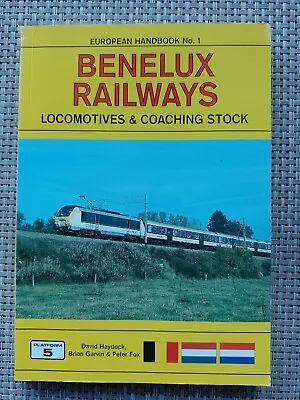 EUROPEAN HANDBOOK No. 1
BENELUX
RAILWAYS
LOCOMOTIVES & COACHING STOCK
PLATFORM
5
David Haydock,
Brian Garvin & Peter Fox